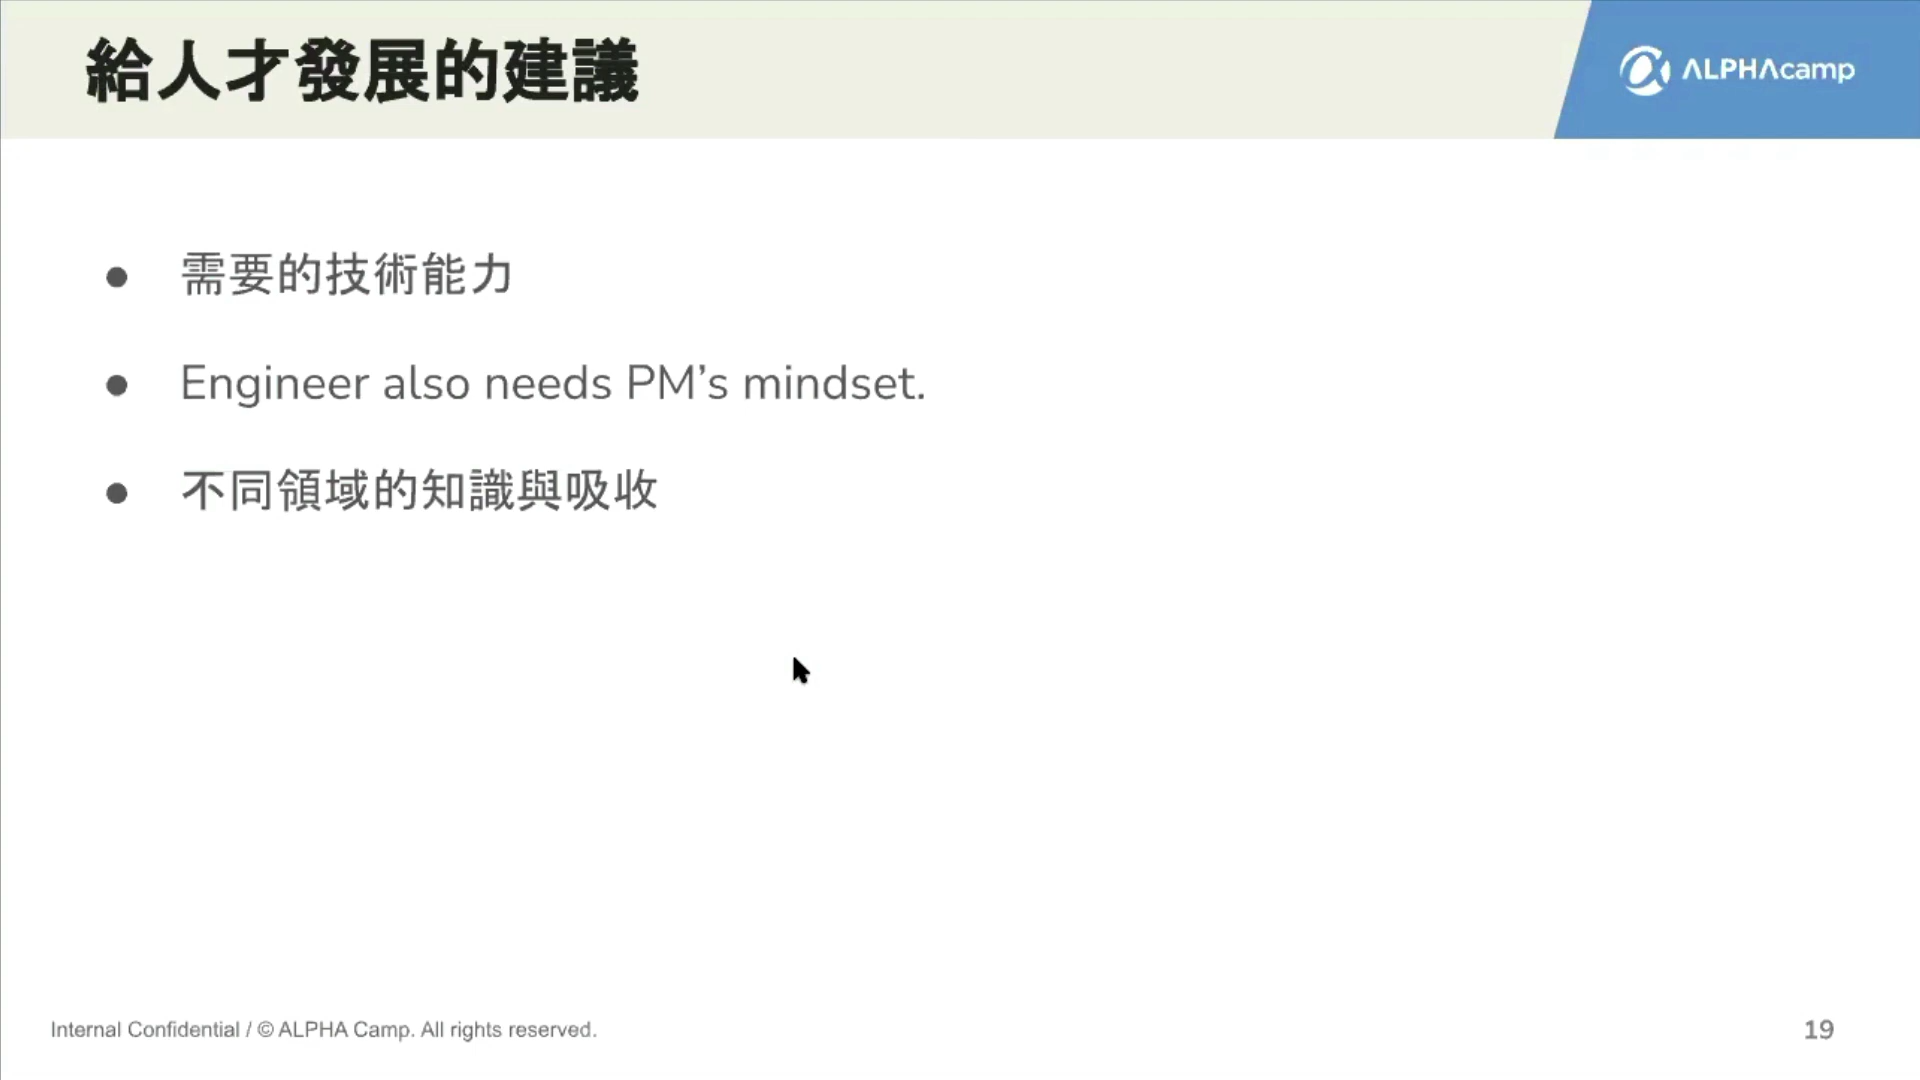 給人才發展的建議
ALPHAcamp
● 需要的技術能力
● Engineer also needs PM’s mindset.
● 不同領域的知識與吸收
Internal Confidential / © ALPHA Camp. All rights reserved.
19